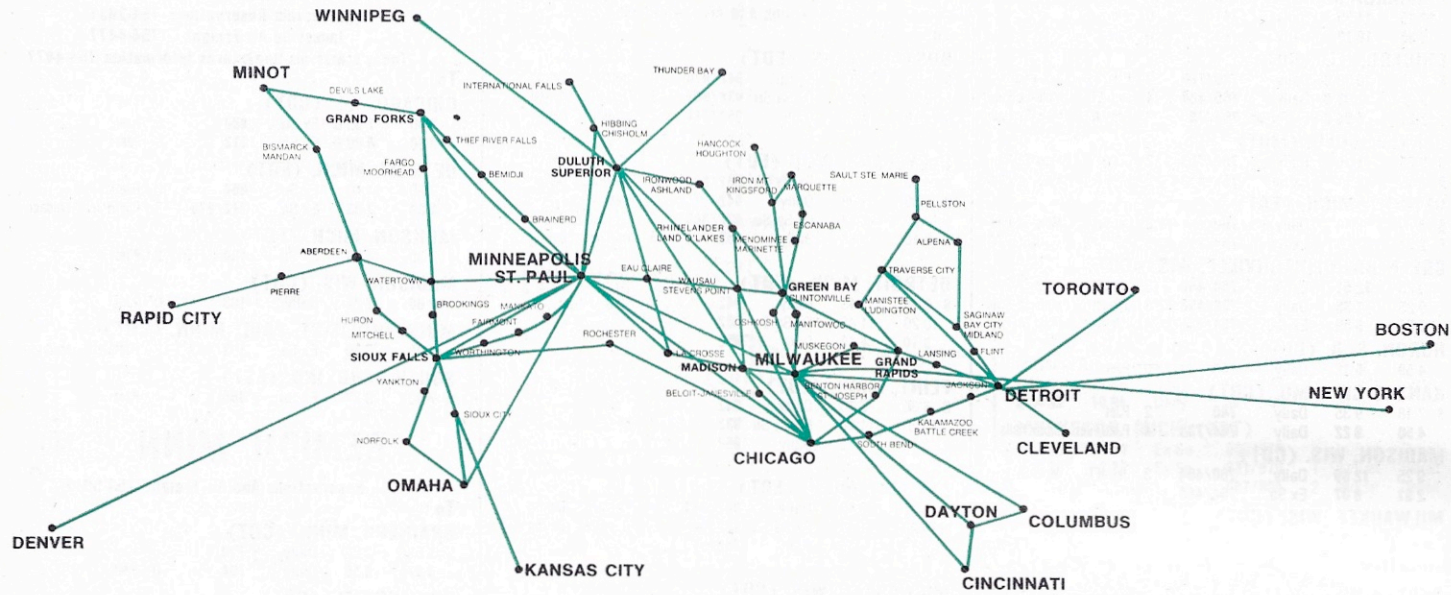 WINNIPEG
MINOT
THUNDER BAY
INTERNATIONAL FALLS
DEVILS LAKE
GRAND FORKS
HIBBING
CHISHOLM
THIEF RIVER FALLS
BISMARCK
MANDAN
HANCOCK
HOUGHTON
FARGO
MOORHEAD
BEMIDJI
DULUTH
SUPERIOR
IRONWOOD
ASHLAND
IRON MT.
KINGSFORD
MARQUETTE
SAULT STE. MARIE
PELLSTON
BRAINERD
ESCANABA
RHINELANDER
LAND O'LAKES
MENOMINEE
MARINETTE
ALPENA
ABERDEEN
MINNEAPOLIS
ST. PAUL
EAU CLAIRE
WATERTOWN
WAUSAU
STEVENS POINT
GREEN BAY
CLINTONVILLE
TRAVERSE CITY
TORONTO
PIERRE
RAPID CITY
BROOKINGS
MANKATO
MANISTEE
LUDINGTON
HURON
FAIRMONT
OSHKOSH
MANITOWOC
SAGINAW
BAY CITY
MIDLAND
MITCHELL
ROCHESTER
BOSTON
SIOUX FALLS
WORTHINGTON
LA CROSSE
MUSKEGON
MILWAUKEE
GRAND
RAPIDS
LANSING
FLINT
MADISON
YANKTON
BELOIT-JANESVILLE
BENTON HARBOR
ST. JOSEPH
JACKSON
DETROIT
NEW YORK
SIOUX CITY
KALAMAZOO
BATTLE CREEK
NORFOLK
SOUTH BEND
CLEVELAND
CHICAGO
OMAHA
DAYTON
COLUMBUS
DENVER
KANSAS CITY
CINCINNATI